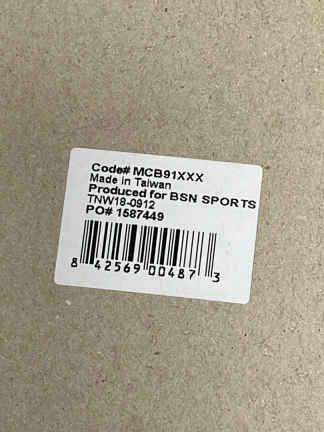 Code# MCB91XXX
Made in Taiwan
Produced for BSN SPORTS
TNW18-0912
PO# 1587449
8 42569 00487 3